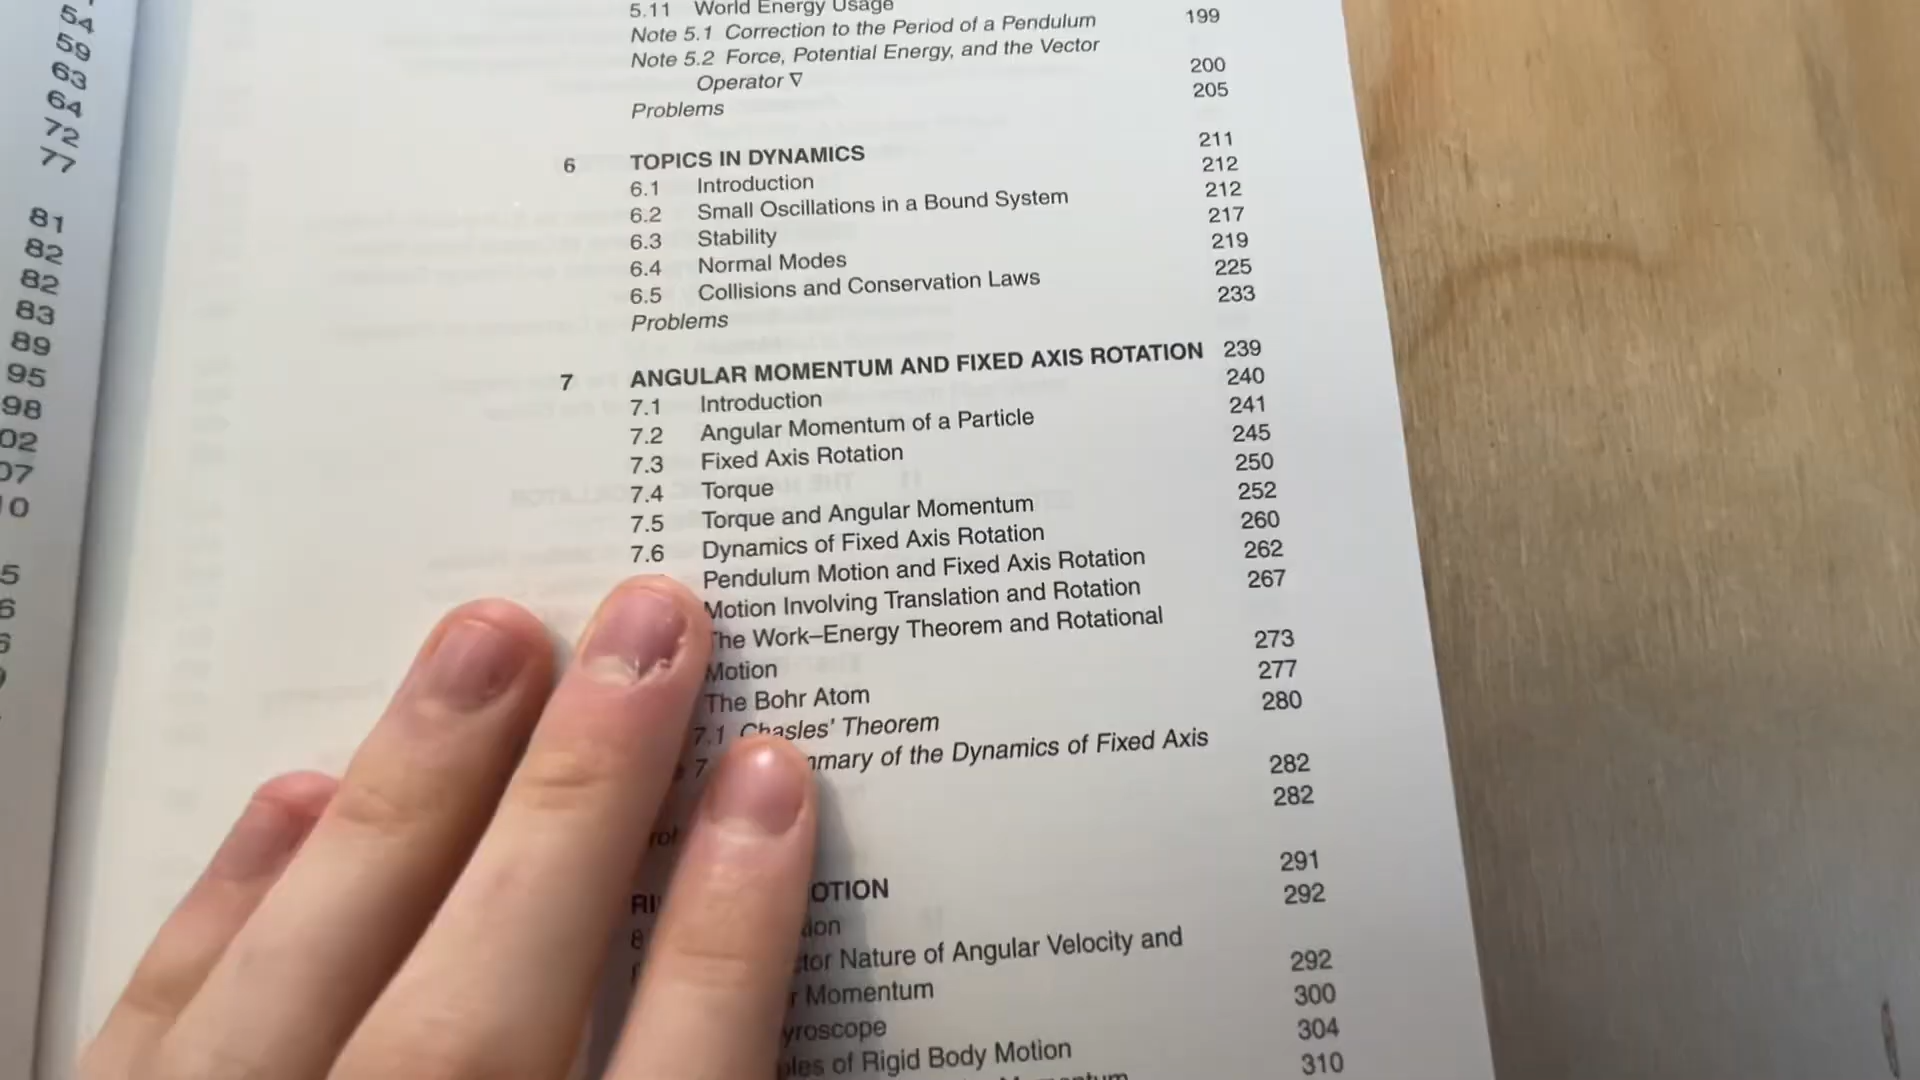 54
59
63
64
72
77
81
82
82
83
89
95
98
02
07
10
5
6
6
5.11 World Energy Usage
Note 5.1 Correction to the Period of a Pendulum 199
Note 5.2 Force, Potential Energy, and the Vector
Operator ∇ 200
Problems 205
6 TOPICS IN DYNAMICS 211
6.1 Introduction 212
6.2 Small Oscillations in a Bound System 212
6.3 Stability 217
6.4 Normal Modes 219
6.5 Collisions and Conservation Laws 225
Problems 233
7 ANGULAR MOMENTUM AND FIXED AXIS ROTATION 239
7.1 Introduction 240
7.2 Angular Momentum of a Particle 241
7.3 Fixed Axis Rotation 245
7.4 Torque 250
7.5 Torque and Angular Momentum 252
7.6 Dynamics of Fixed Axis Rotation 260
Pendulum Motion and Fixed Axis Rotation 262
Motion Involving Translation and Rotation 267
The Work–Energy Theorem and Rotational
Motion 273
The Bohr Atom 277
7.1 Chasles' Theorem 280
7 of the Dynamics of Fixed Axis
282
282
291
292
Nature of Angular Velocity and
Momentum 292
300
of Rigid Body Motion 304
310